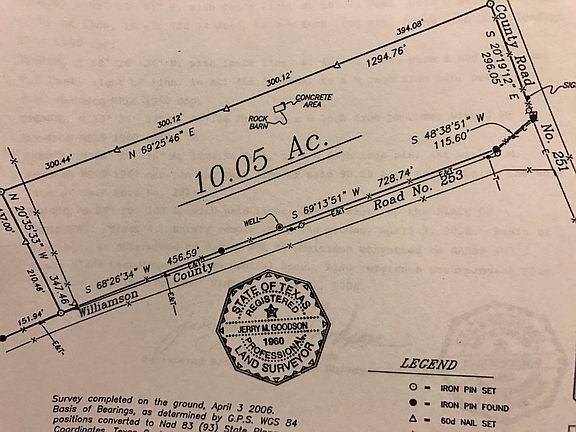 394.08'
1294.76'
300.12'
300.12'
300.44'
N 69°25'46" E
ROCK BARN
CONCRETE AREA
County Road
No. 251
S 20°19'12" E
296.05'
S 48°38'51" W
115.60'
10.05 Ac.
WELL
S 69°13'51" W
728.74'
E&T
E&T
Road No. 253
N 20°35'33" W
347.46'
210.46'
S 68°26'34" W
456.59'
E&T
Williamson County
151.94'
E&T
E&T
STATE OF TEXAS
REGISTERED
JERRY M. GOODSON
1960
PROFESSIONAL
LAND SURVEYOR
LEGEND
= IRON PIN SET
= IRON PIN FOUND
= 60d NAIL SET
Survey completed on the ground, April 3 2006.
Basis of Bearings, as determined by G.P.S. WGS 84
positions converted to Nad 83 (93) State Plane
Coordinates, Texas